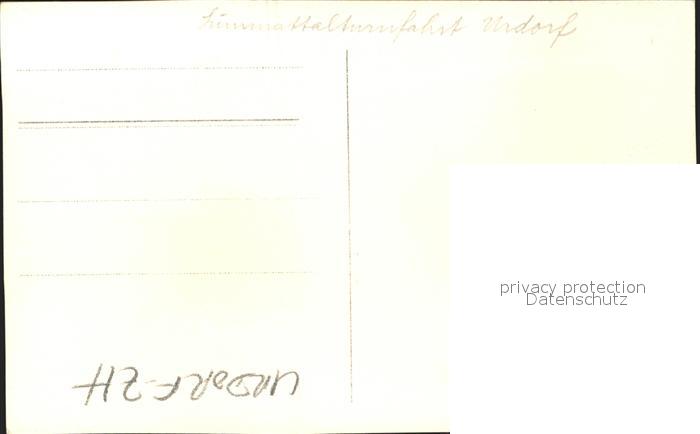 Limmattalturnfahrt Urdorf
privacy protection
Datenschutz
URDORF-ZH